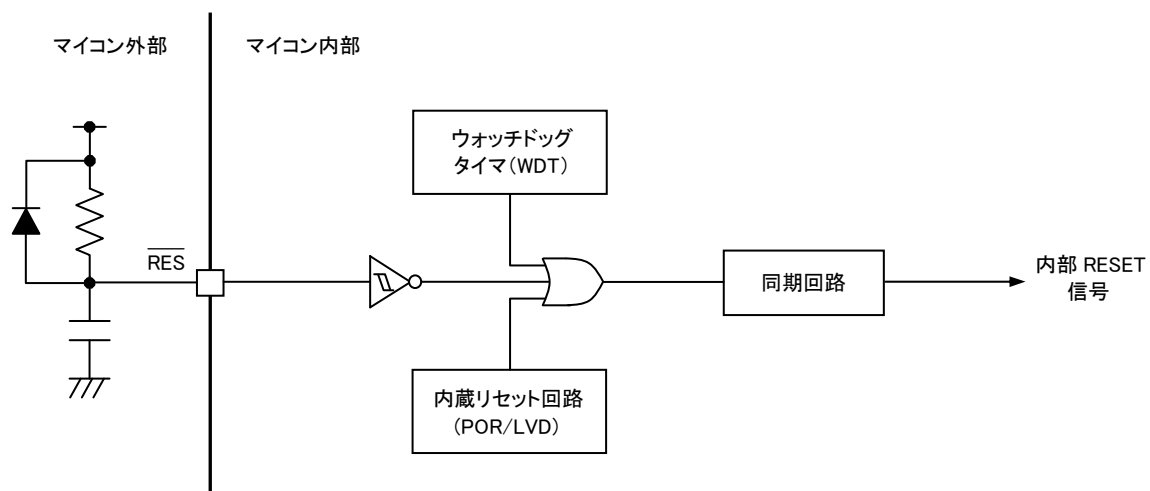 マイコン外部
マイコン内部
ウォッチドッグ
タイマ(WDT)
RES
同期回路
内部 RESET
信号
内蔵リセット回路
(POR/LVD)